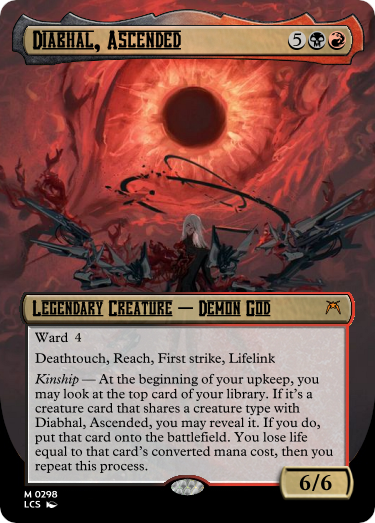 Diabhal, Ascended 5
Legendary Creature — Demon God
Ward 4
Deathtouch, Reach, First strike, Lifelink
Kinship — At the beginning of your upkeep, you
may look at the top card of your library. If it's a
creature card that shares a creature type with
Diabhal, Ascended, you may reveal it. If you do,
put that card onto the battlefield. You lose life
equal to that card's converted mana cost, then you
repeat this process.
6/6
M 0298
LCS